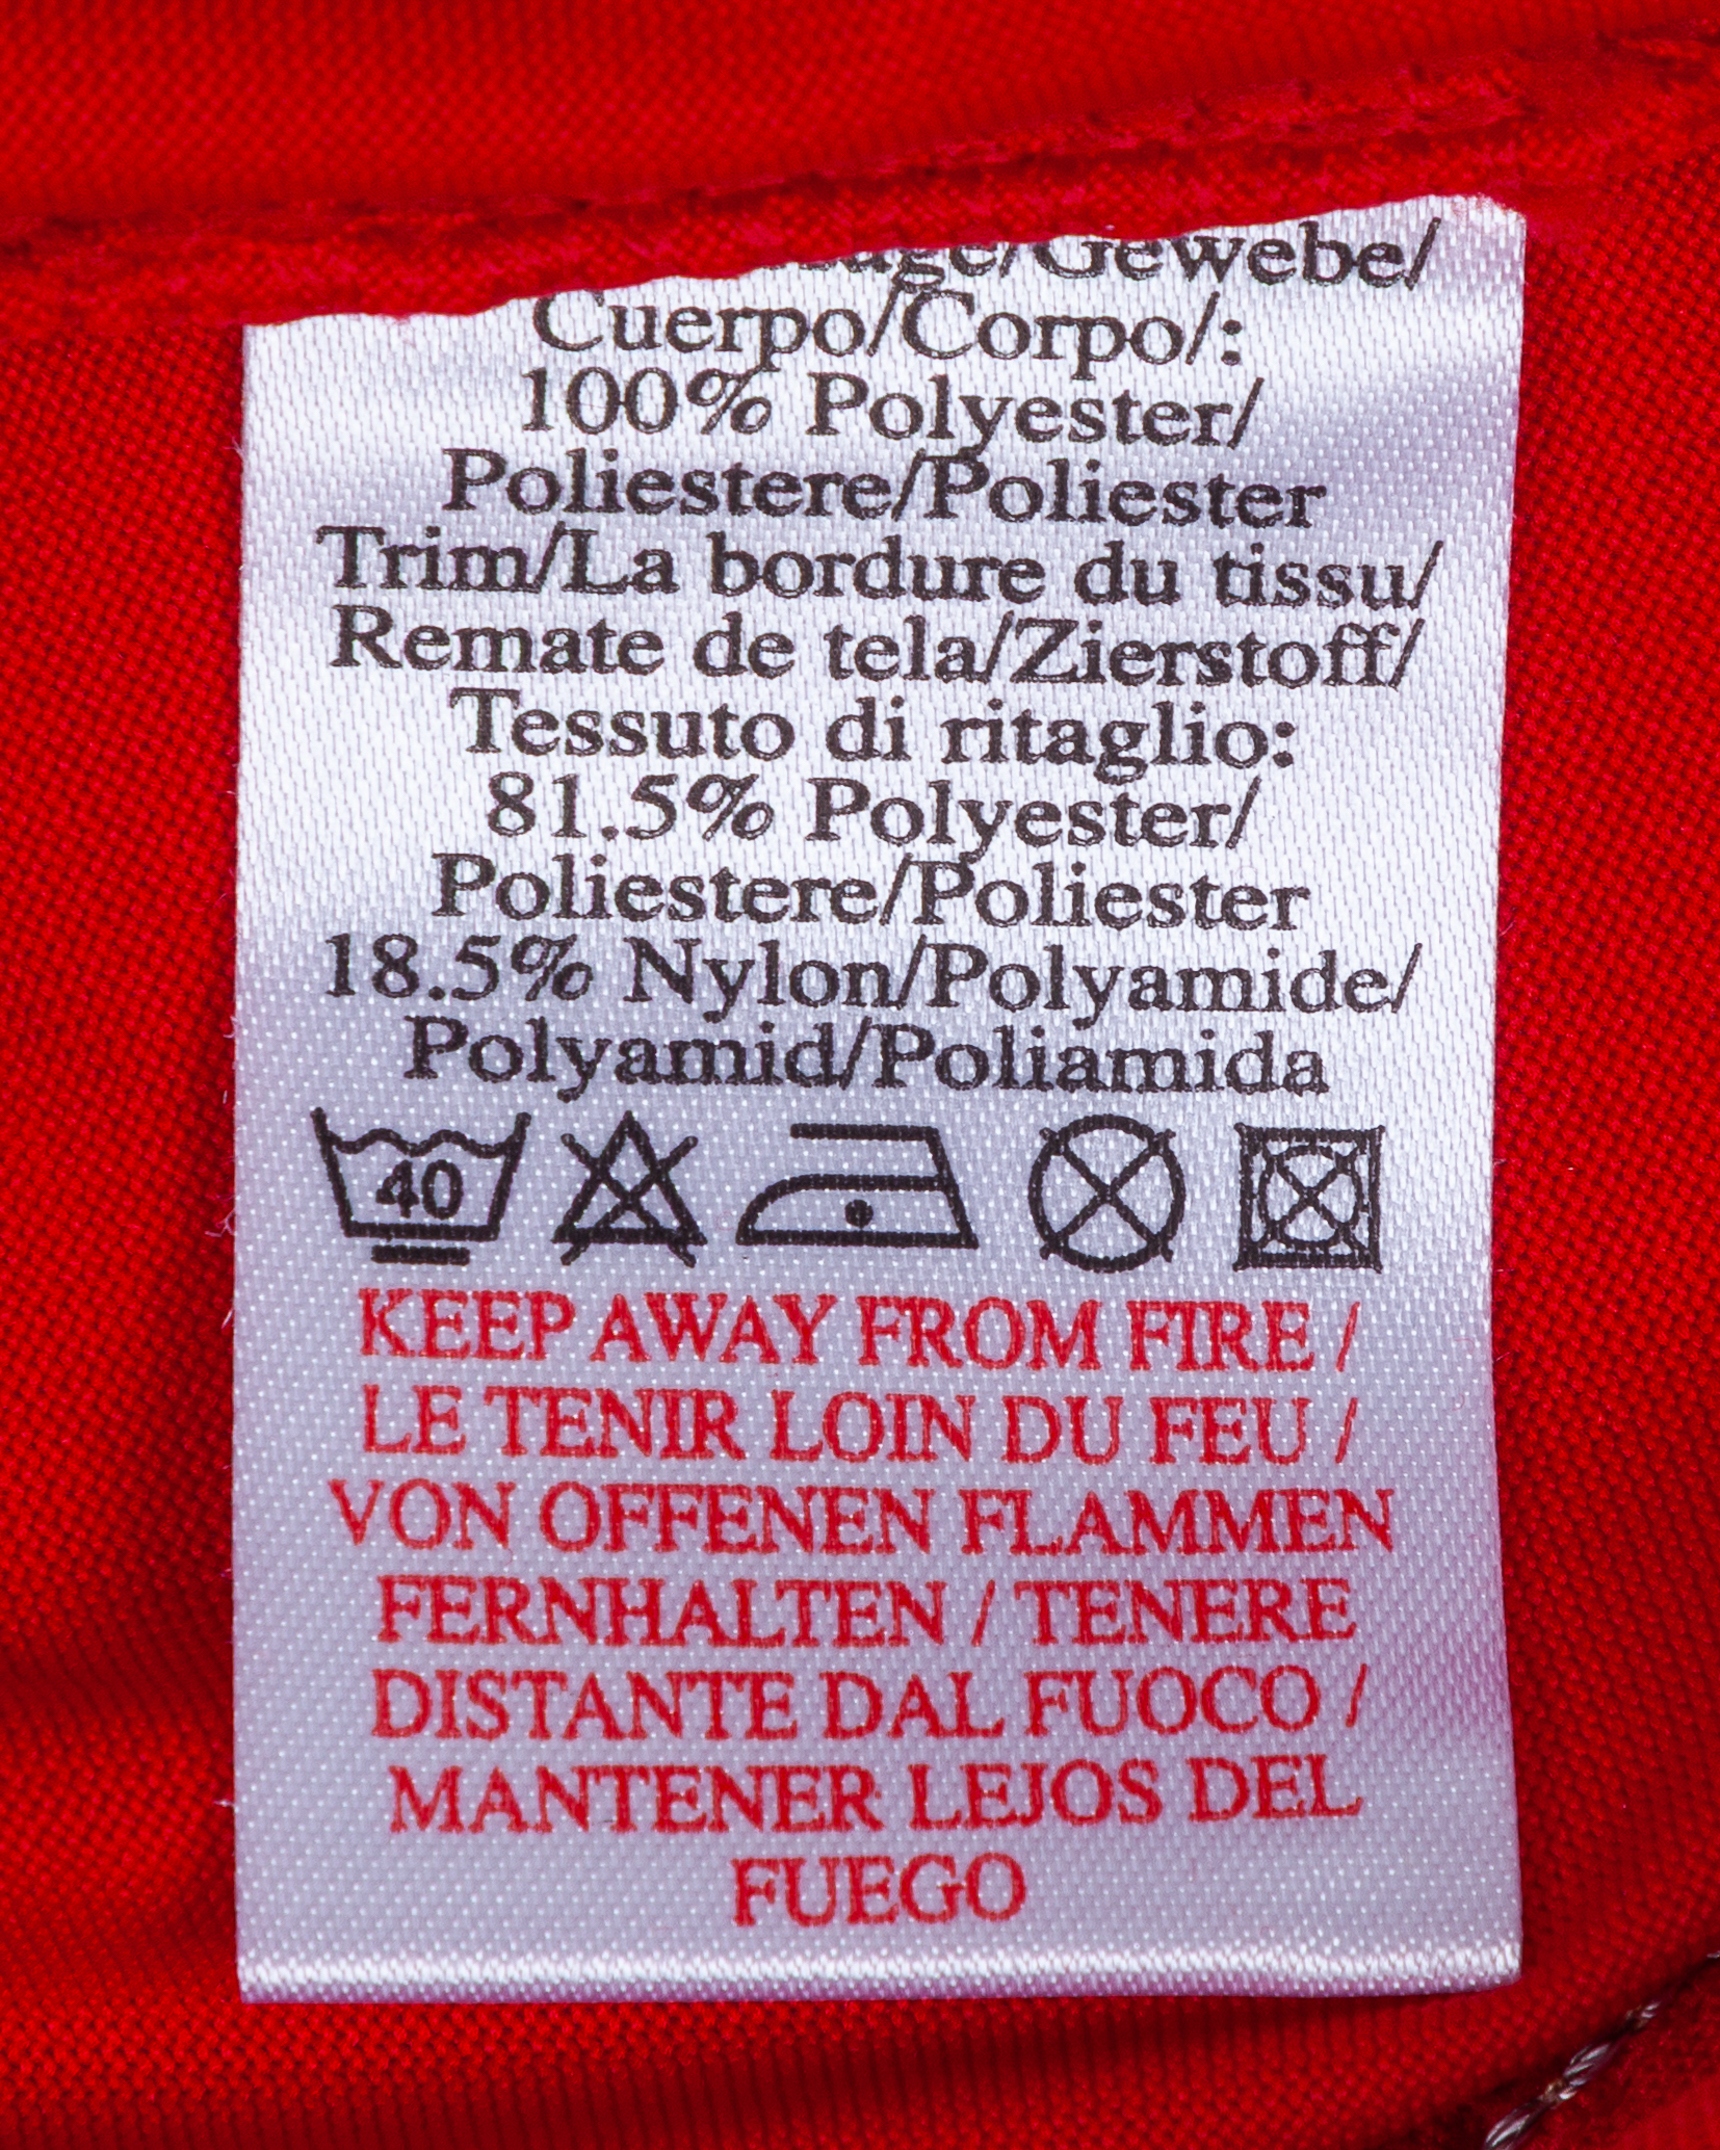 Gewebe/
Cuerpo/Corpo/:
100% Polyester/
Poliestere/Poliester
Trim/La bordure du tissu/
Remate de tela/Zierstoff/
Tessuto di ritaglio:
81.5% Polyester/
Poliestere/Poliester
18.5% Nylon/Polyamide/
Polyamid/Poliamida
40
KEEP AWAY FROM FIRE /
LE TENIR LOIN DU FEU /
VON OFFENEN FLAMMEN
FERNHALTEN / TENERE
DISTANTE DAL FUOCO /
MANTENER LEJOS DEL
FUEGO